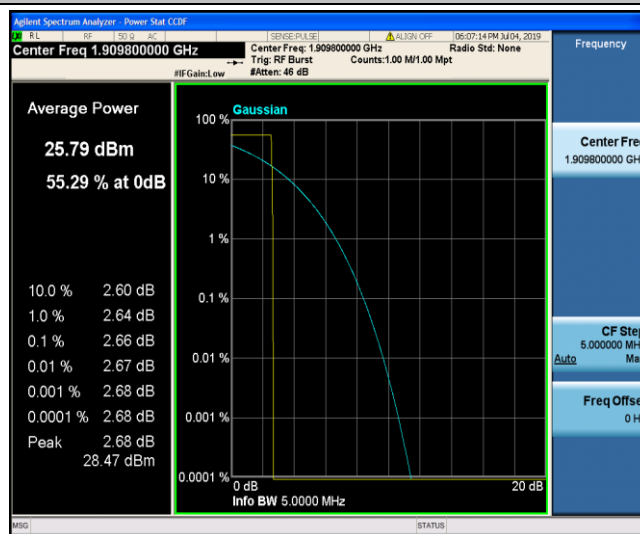 Agilent Spectrum Analyzer - Power Stat CCDF
RL RF 50 Ω AC SENSE:PULSE ALIGN OFF 06:07:14 PM Jul 04, 2019
Center Freq 1.909800000 GHz
Center Freq: 1.909800000 GHz Radio Std: None
Trig: RF Burst Counts:1.00 M/1.00 Mpt
#IFGain:Low #Atten: 46 dB
Frequency
Average Power
25.79 dBm
55.29 % at 0dB
10.0 % 2.60 dB
1.0 % 2.64 dB
0.1 % 2.66 dB
0.01 % 2.67 dB
0.001 % 2.68 dB
0.0001 % 2.68 dB
Peak 2.68 dB
28.47 dBm
Gaussian
100 %
10 %
1 %
0.1 %
0.01 %
0.001 %
0.0001 %
0 dB 20 dB
Info BW 5.0000 MHz
Center Fre
1.909800000 GH
CF Step
5.000000 MH
Auto Ma
Freq Offse
0 H
MSG STATUS